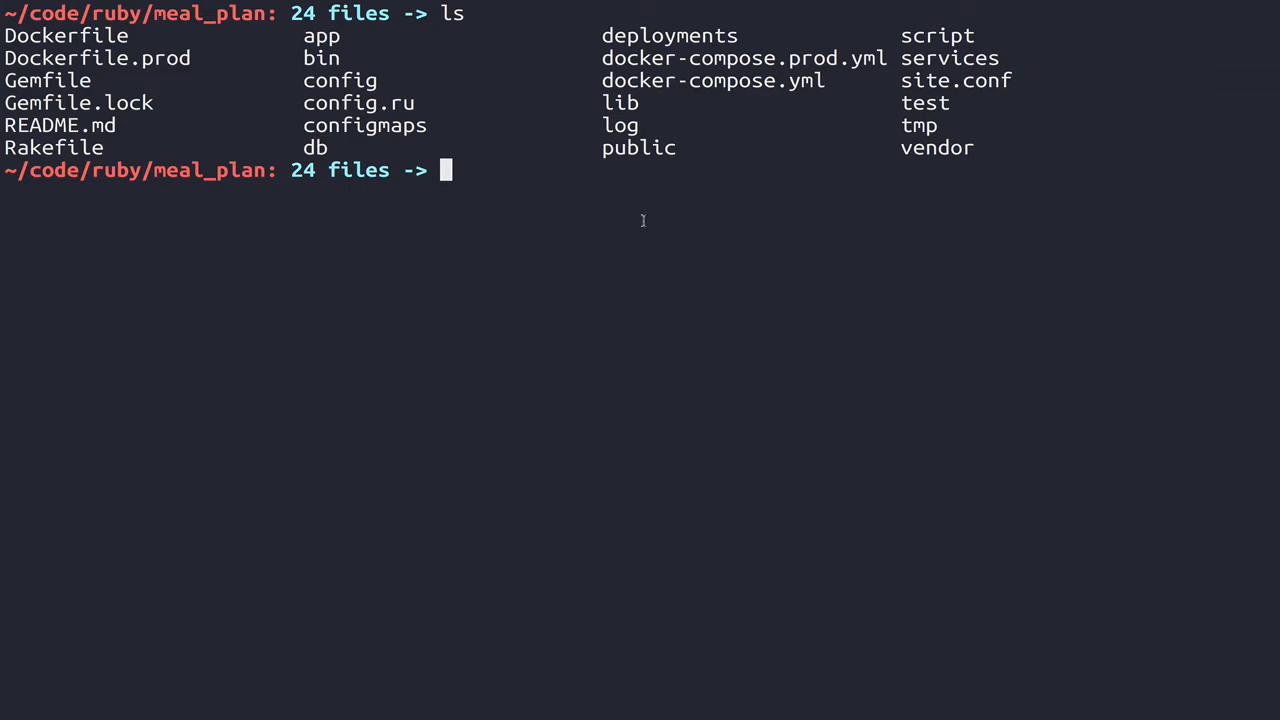 ~/code/ruby/meal_plan: 24 files -> ls
Dockerfile app deployments script
Dockerfile.prod bin docker-compose.prod.yml services
Gemfile config docker-compose.yml site.conf
Gemfile.lock config.ru lib test
README.md configmaps log tmp
Rakefile db public vendor
~/code/ruby/meal_plan: 24 files ->